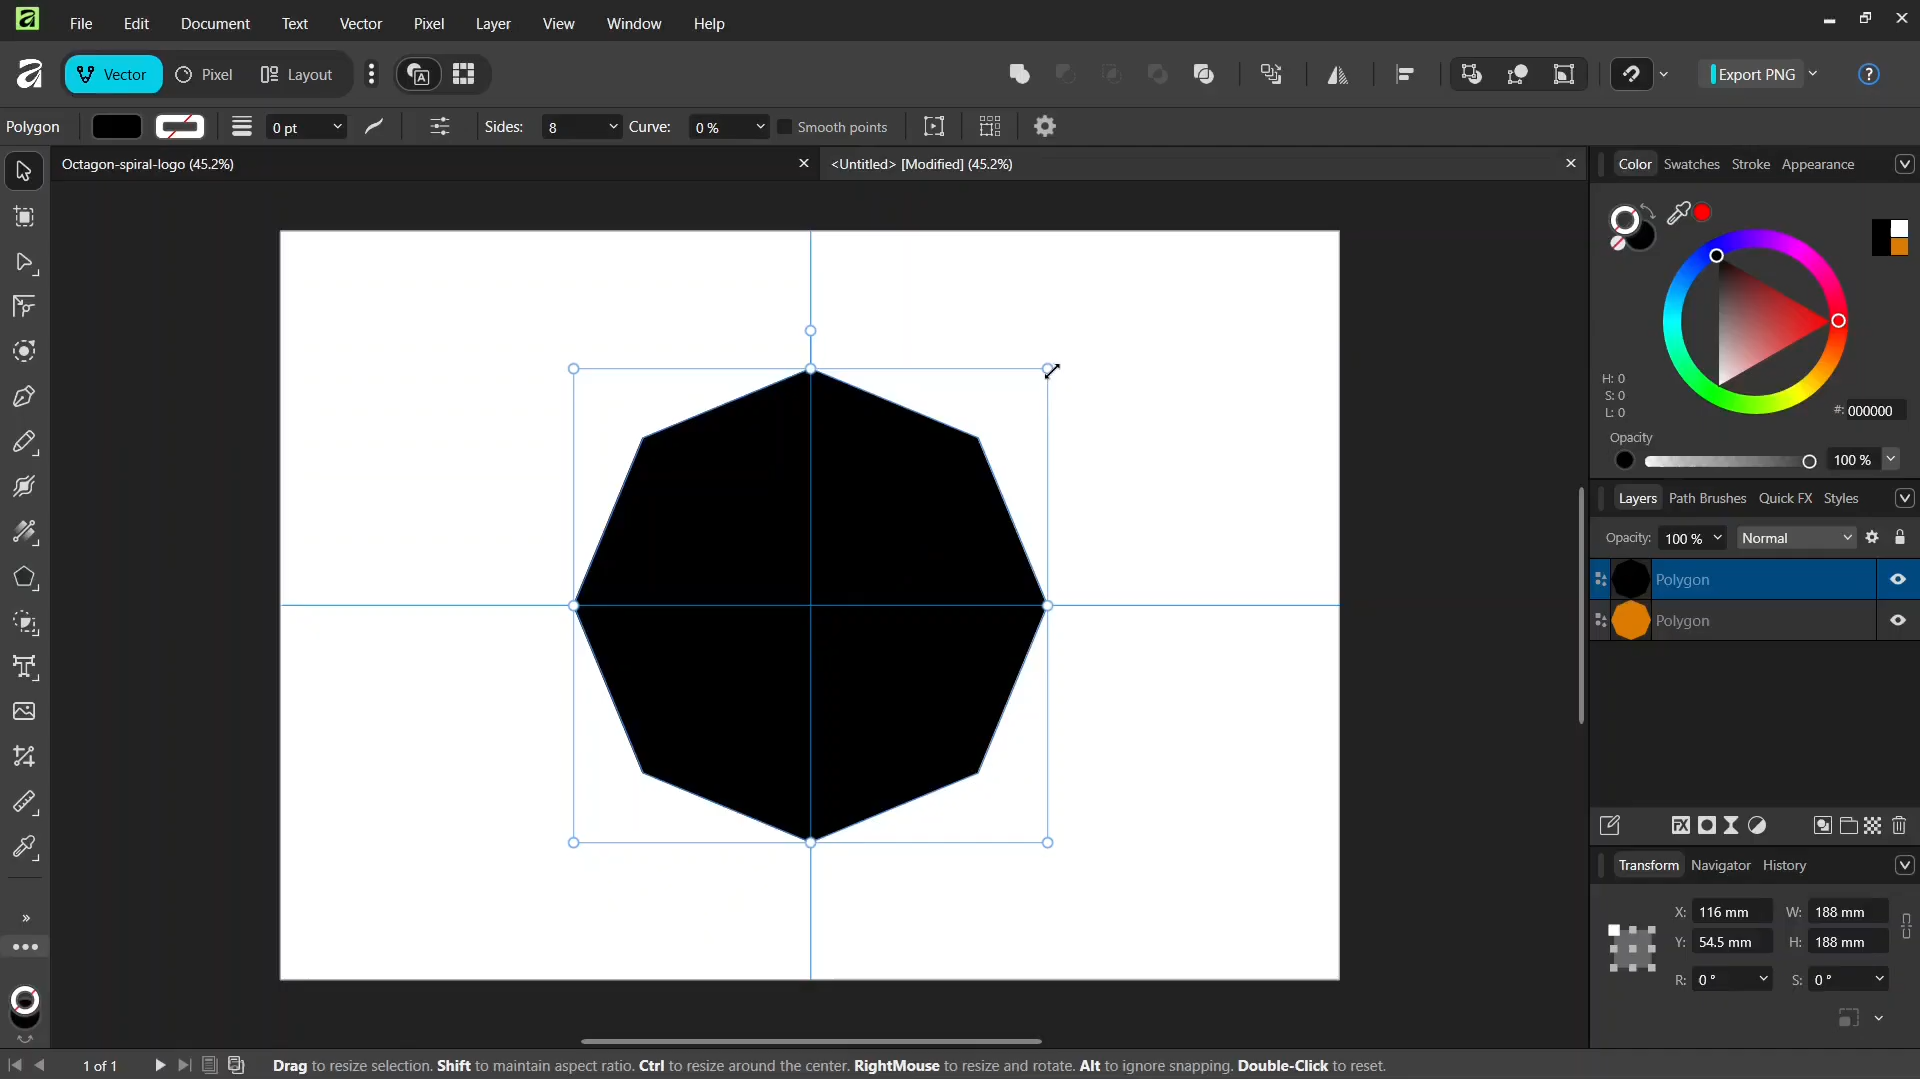 File Edit Document Text Vector Pixel Layer View Window Help
Vector Pixel Layout Export PNG
Polygon 0 pt Sides: 8 Curve: 0 % Smooth points
Octagon-spiral-logo (45.2%) <Untitled> [Modified] (45.2%)
Color Swatches Stroke Appearance
H: 0
S: 0
L: 0
#: 000000
Opacity
100 %
Layers Path Brushes Quick FX Styles
Opacity: 100 % Normal
Polygon
Polygon
Transform Navigator History
X: 116 mm W: 188 mm
Y: 54.5 mm H: 188 mm
R: 0 ° S: 0 °
1 of 1 Drag to resize selection. Shift to maintain aspect ratio. Ctrl to resize around the center. RightMouse to resize and rotate. Alt to ignore snapping. Double-Click to reset.